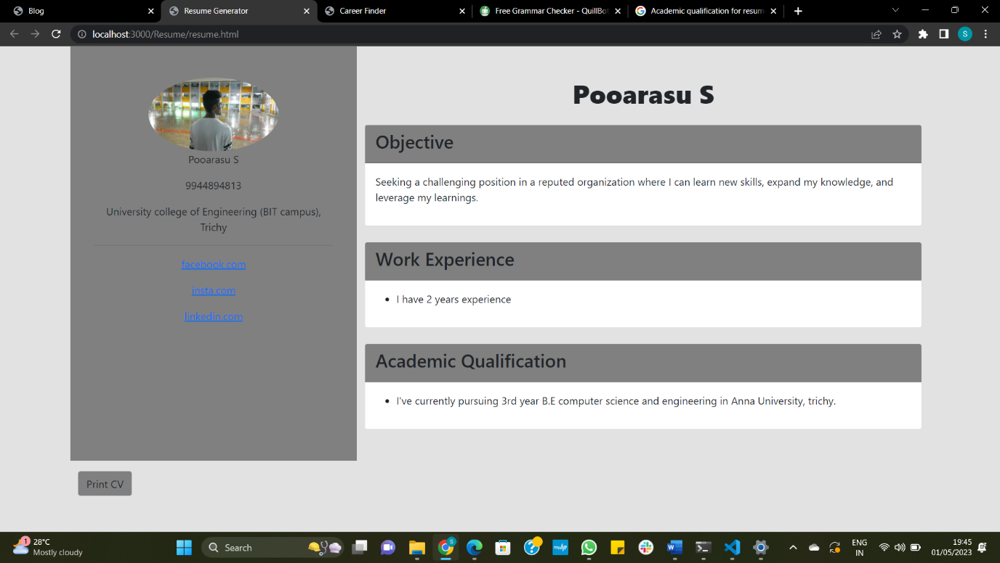 Blog
Resume Generator
Career Finder
Free Grammar Checker - QuillBot
Academic qualification for resum
localhost:3000/Resume/resume.html
S
Pooarasu S
9944894813
University college of Engineering (BIT campus),
Trichy
facebook.com
insta.com
linkedin.com
Print CV
Pooarasu S
Objective
Seeking a challenging position in a reputed organization where I can learn new skills, expand my knowledge, and
leverage my learnings.
Work Experience
• I have 2 years experience
Academic Qualification
• I've currently pursuing 3rd year B.E computer science and engineering in Anna University, trichy.
1
28°C
Mostly cloudy
Search
S
myhp
W
ENG
IN
19:45
01/05/2023